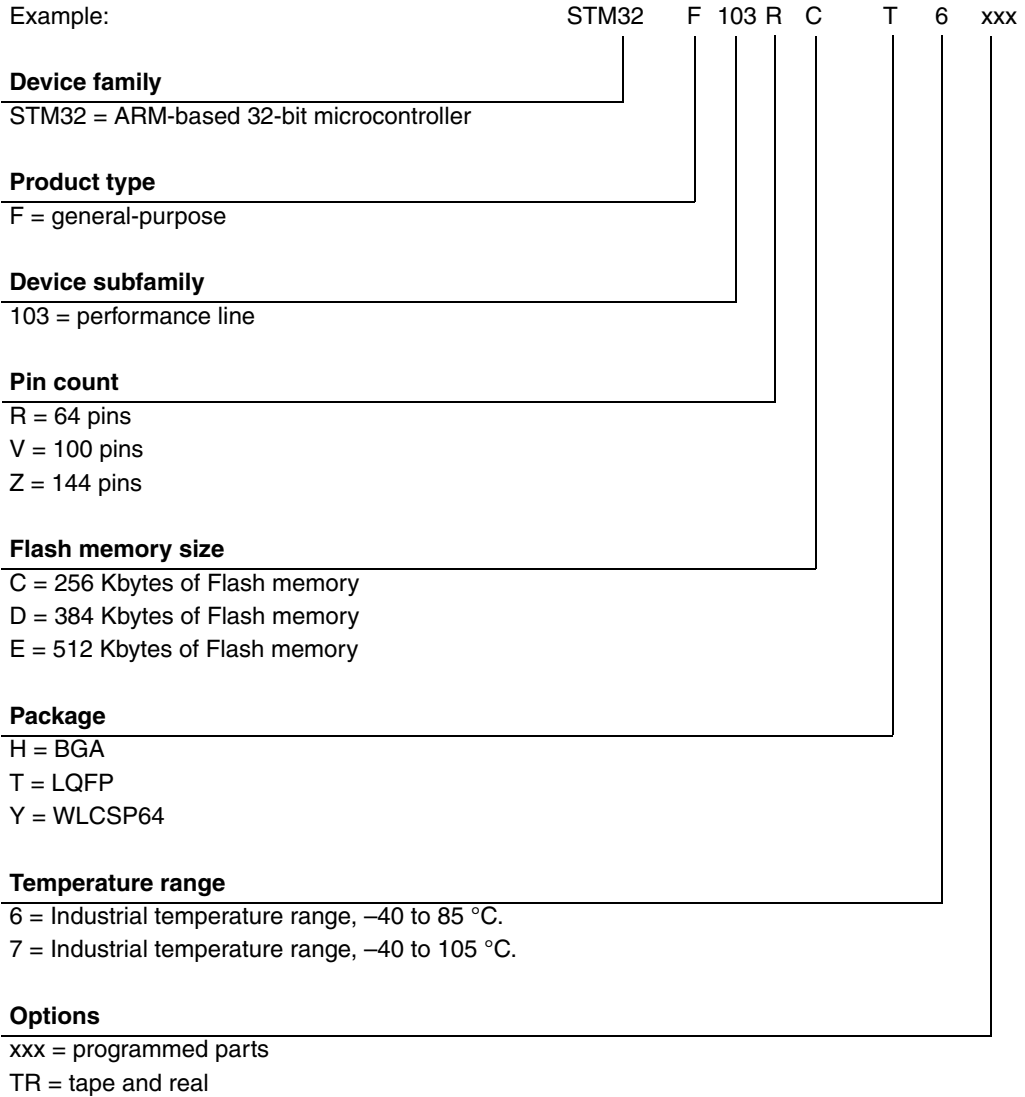 Example: STM32 F 103 R C T 6 xxx
Device family
STM32 = ARM-based 32-bit microcontroller
Product type
F = general-purpose
Device subfamily
103 = performance line
Pin count
R = 64 pins
V = 100 pins
Z = 144 pins
Flash memory size
C = 256 Kbytes of Flash memory
D = 384 Kbytes of Flash memory
E = 512 Kbytes of Flash memory
Package
H = BGA
T = LQFP
Y = WLCSP64
Temperature range
6 = Industrial temperature range, –40 to 85 °C.
7 = Industrial temperature range, –40 to 105 °C.
Options
xxx = programmed parts
TR = tape and real